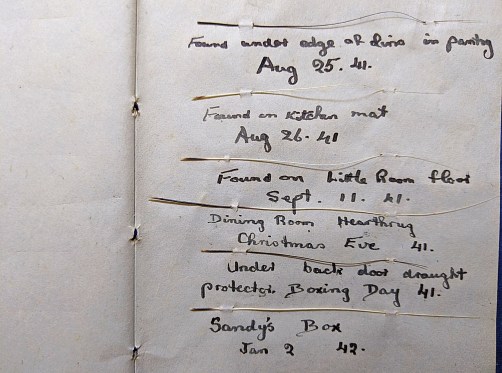 Found under edge of Lino in pantry
Aug 25. 41.
Found on Kitchen mat
Aug 26. 41
Found on Little Room floor
Sept. 11. 41.
Dining Room Hearthrug
Christmas Eve 41.
Under back door draught
protector. Boxing Day 41.
Sandy's Box
Jan 2 42.